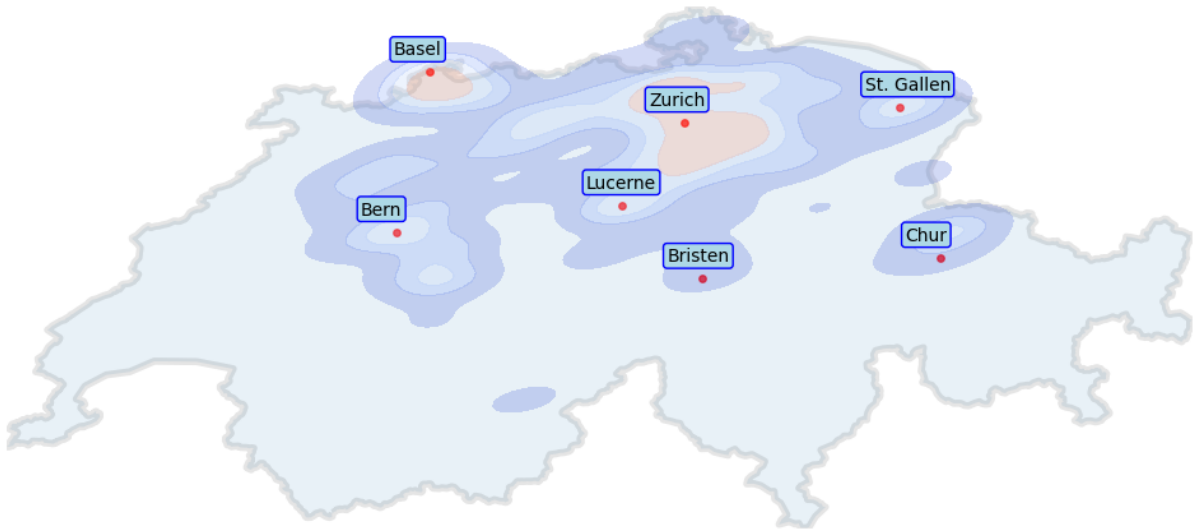 Basel
St. Gallen
Zurich
Lucerne
Bern
Chur
Bristen